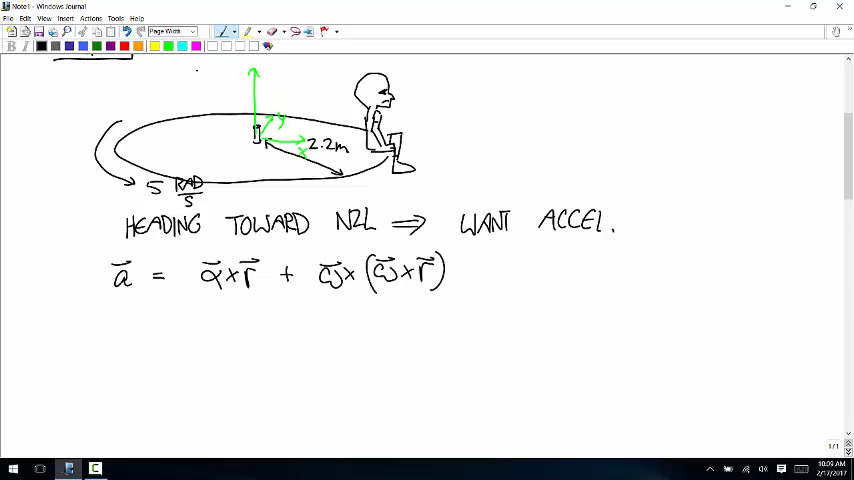 Note1 - Windows Journal
File Edit View Insert Actions Tools Help
Page Width
B I
y
x
2.2m
5 RAD/S
HEADING TOWARD N2L ⇒ WANT ACCEL.
a⃗ = α⃗ × r⃗ + ω⃗ × (ω⃗ × r⃗)
1/1
10:09 AM
2/17/2017